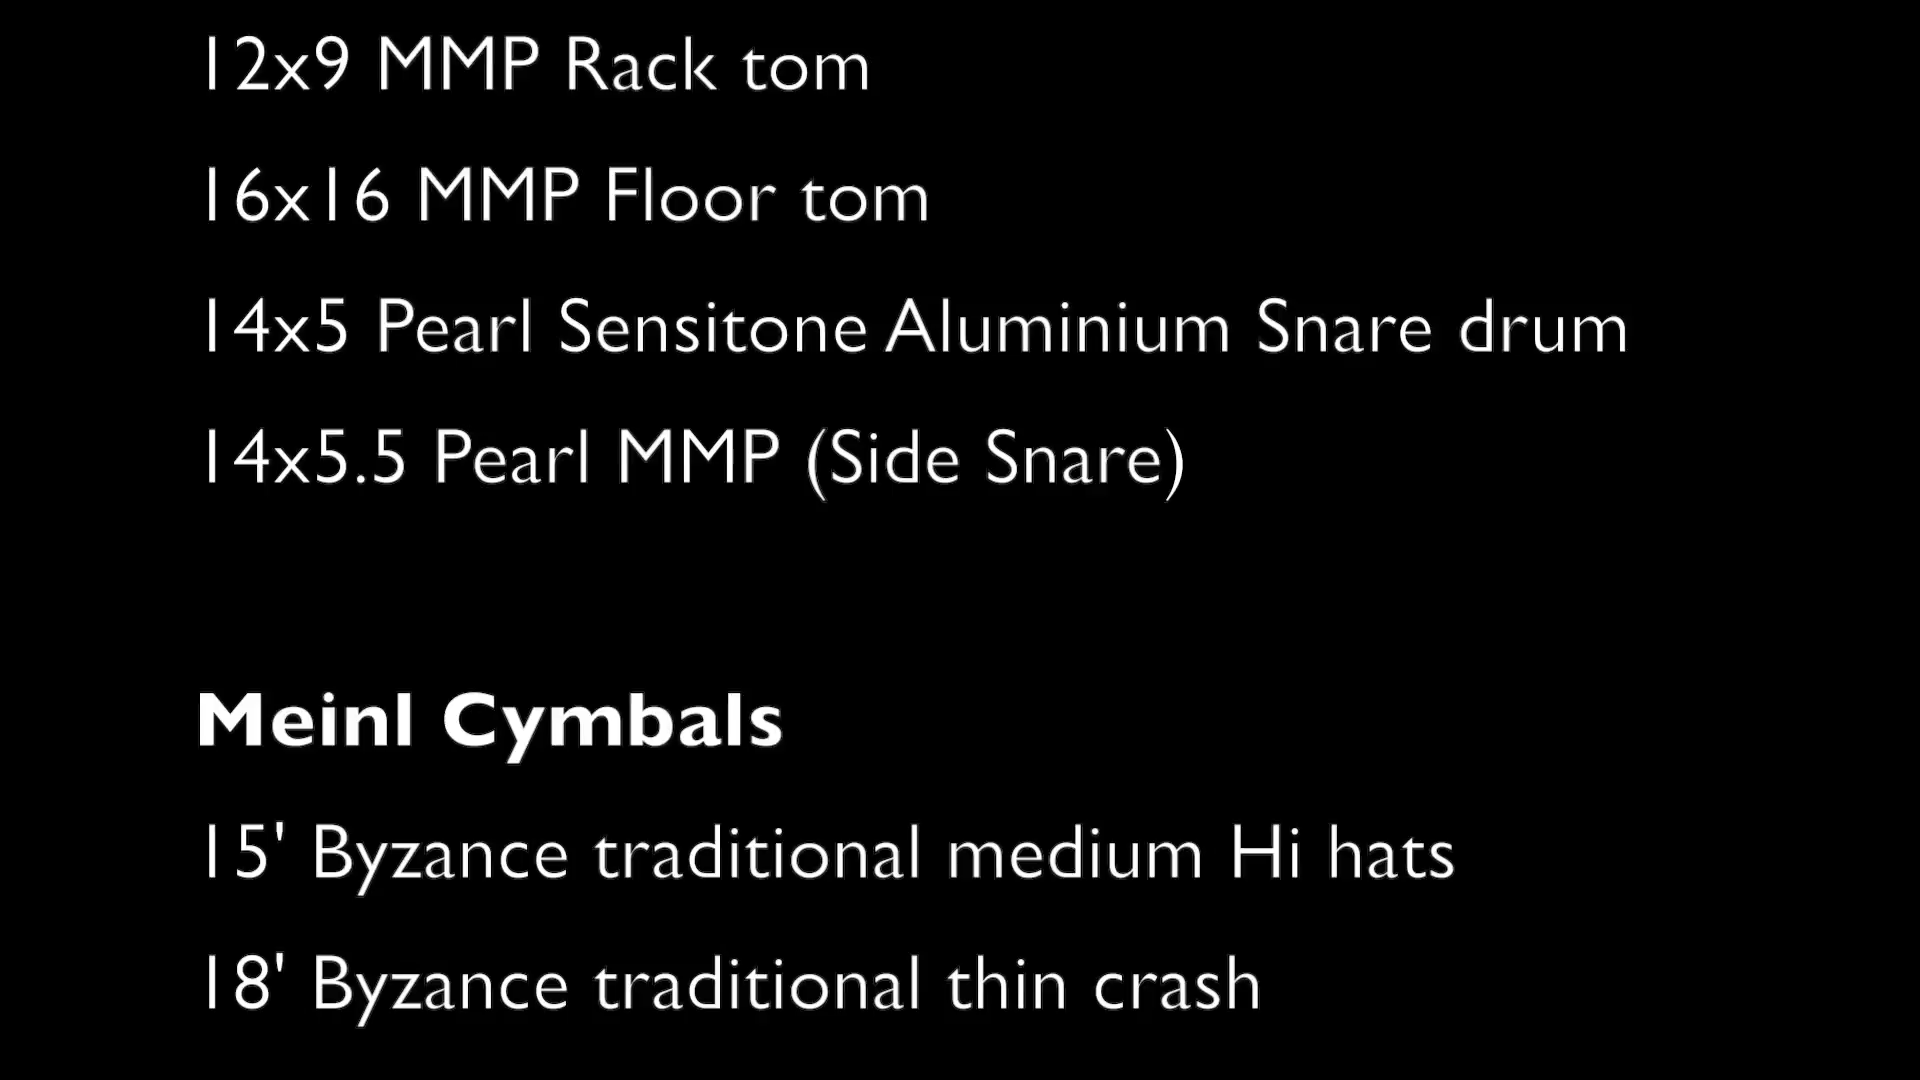 12x9 MMP Rack tom
16x16 MMP Floor tom
14x5 Pearl Sensitone Aluminium Snare drum
14x5.5 Pearl MMP (Side Snare)
Meinl Cymbals
15' Byzance traditional medium Hi hats
18' Byzance traditional thin crash